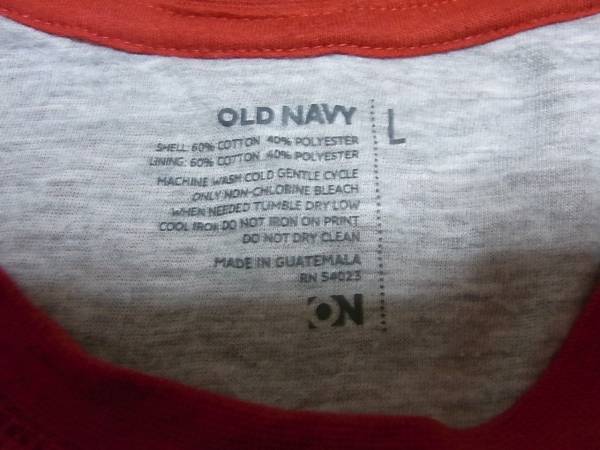 OLD NAVY
L
SHELL: 60% COTTON 40% POLYESTER
LINING: 60% COTTON 40% POLYESTER
MACHINE WASH COLD GENTLE CYCLE
ONLY NON-CHLORINE BLEACH
WHEN NEEDED TUMBLE DRY LOW
COOL IRON DO NOT IRON ON PRINT
DO NOT DRY CLEAN
MADE IN GUATEMALA
RN 54023
ON